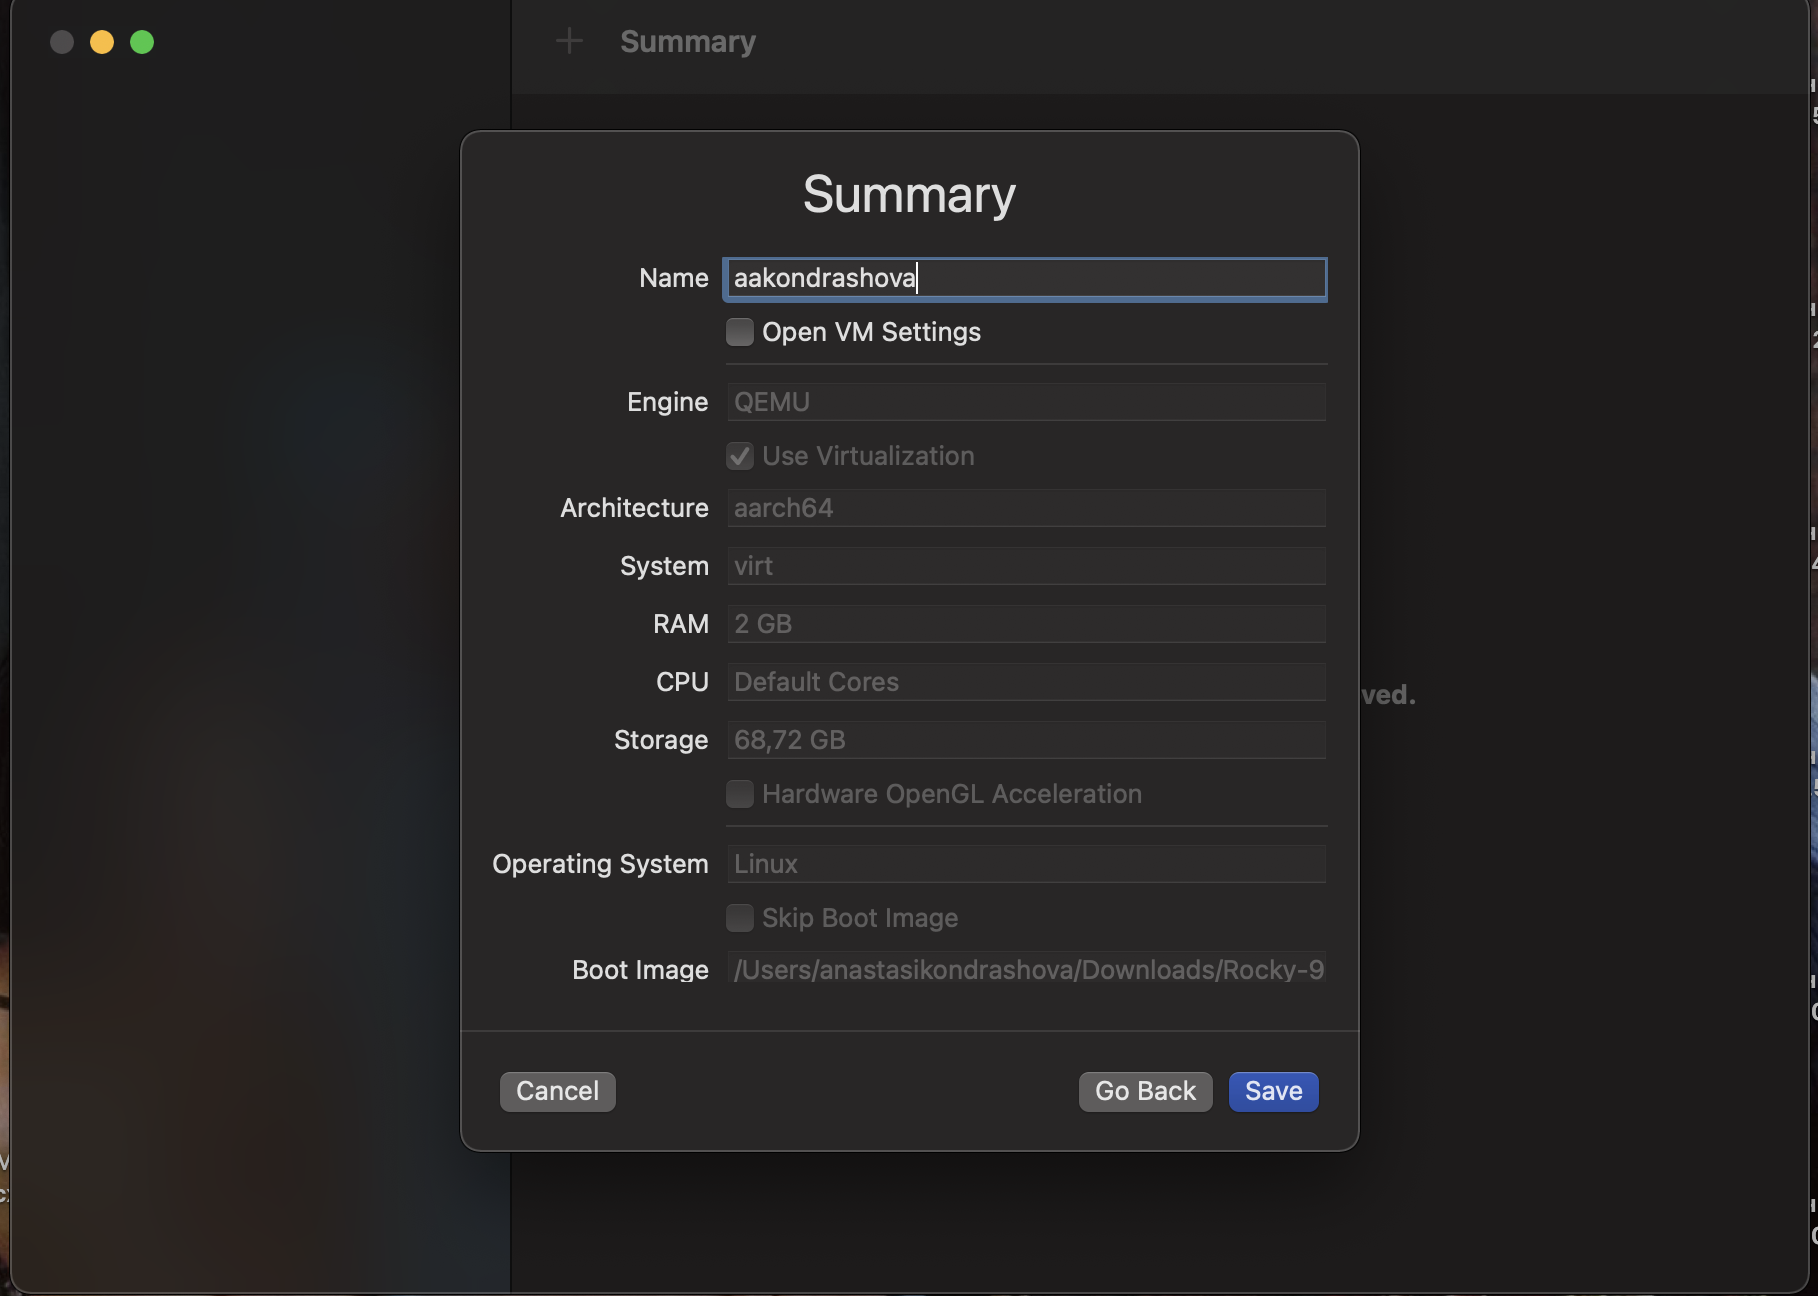 Summary
Summary
Name aakondrashova
Open VM Settings
Engine QEMU
Use Virtualization
Architecture aarch64
System virt
RAM 2 GB
CPU Default Cores
ved.
Storage 68,72 GB
Hardware OpenGL Acceleration
Operating System Linux
Skip Boot Image
Boot Image /Users/anastasikondrashova/Downloads/Rocky-9
Cancel Go Back Save